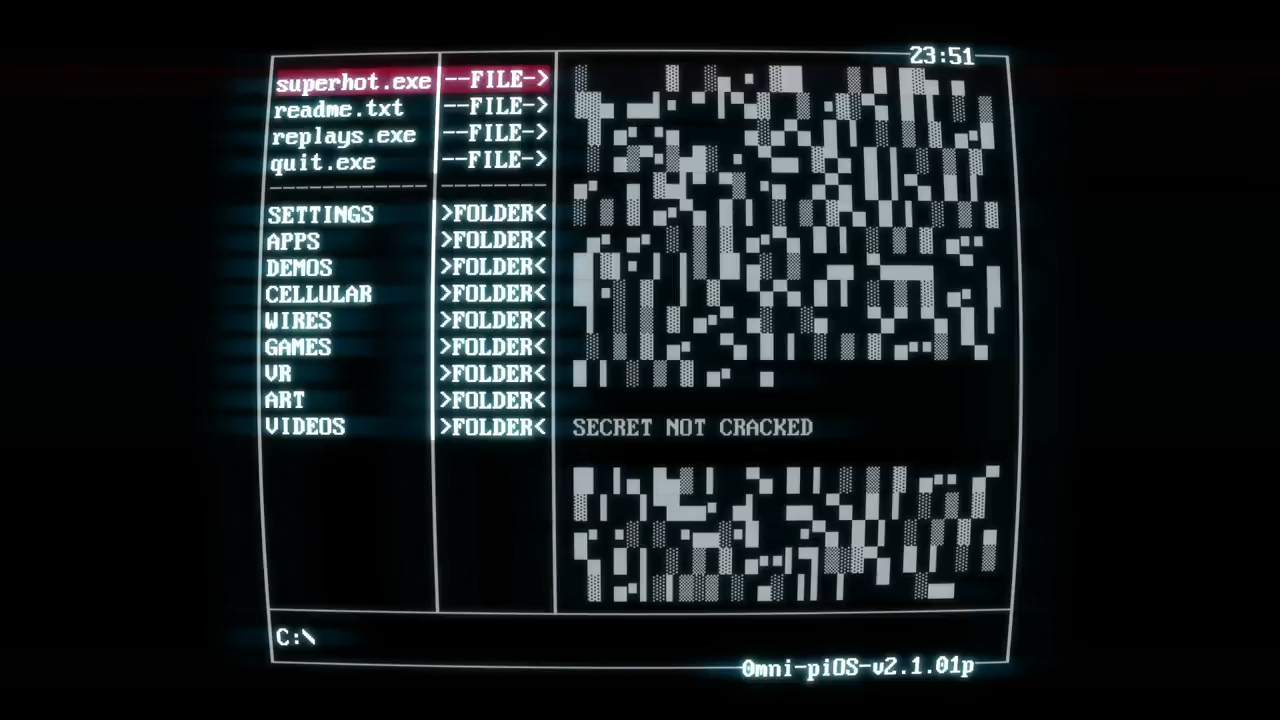 23:51
superhot.exe --FILE->
readme.txt --FILE->
replays.exe --FILE->
quit.exe --FILE->
SETTINGS >FOLDER<
APPS >FOLDER<
DEMOS >FOLDER<
CELLULAR >FOLDER<
WIRES >FOLDER<
GAMES >FOLDER<
VR >FOLDER<
ART >FOLDER<
VIDEOS >FOLDER<
SECRET NOT CRACKED
C:\
0mni-piOS-v2.1.01p